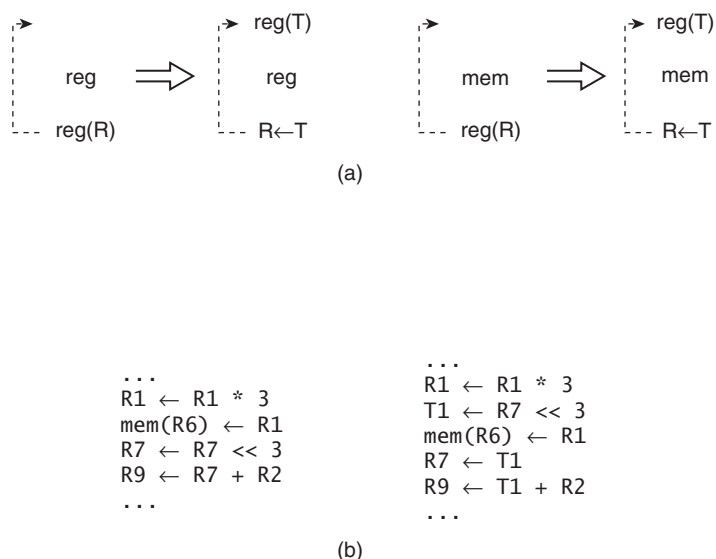 reg(T) reg(T)
reg reg mem mem
reg(R) R←T reg(R) R←T
(a)
...
R1 ← R1 * 3
mem(R6) ← R1
R7 ← R7 << 3
R9 ← R7 + R2
...
...
R1 ← R1 * 3
T1 ← R7 << 3
mem(R6) ← R1
R7 ← T1
R9 ← T1 + R2
...
(b)